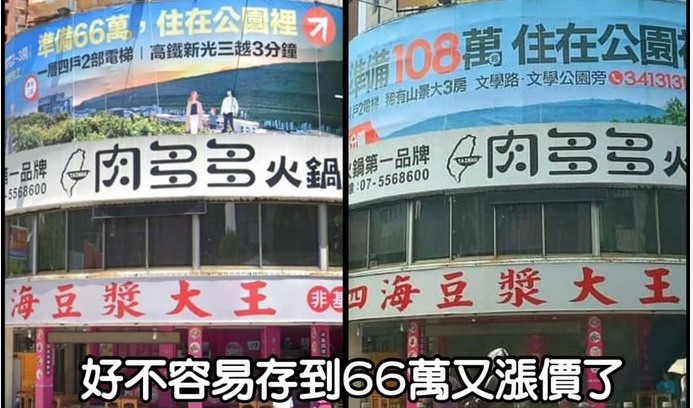 準備66萬，住在公園裡
一層四戶2部電梯｜高鐵新光三越3分鐘
第一品牌
-5568600
TAIWAN
肉多多火鍋
海豆漿大王
非基
準備108萬 住在公園
戶2電梯 稀有山景大3房 文學路·文學公園旁 3413131
火鍋第一品牌
:07-5568600
TAIWAN
肉多多
四海豆漿大王
好不容易存到66萬又漲價了